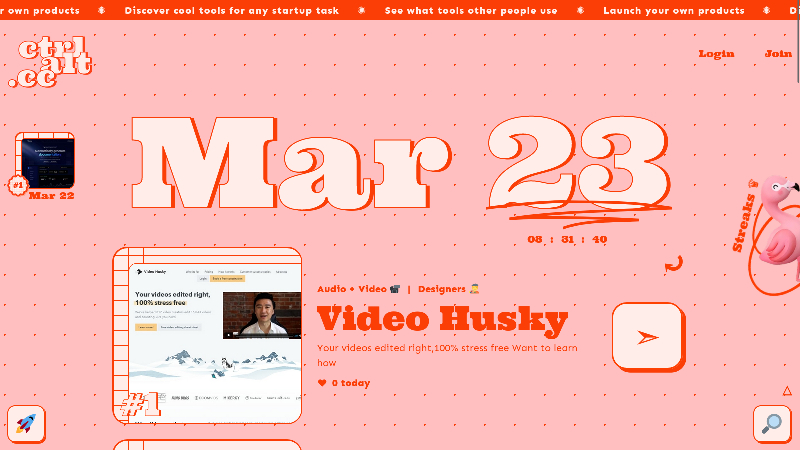 r own products
Discover cool tools for any startup task
See what tools other people use
Launch your own products
Di
ctrl
alt
.cc
Login
Join
Mar 23
#1
Mar 22
08 : 31 : 40
Streaks
Video Husky
Your videos edited right,
100% stress free
Audio + Video | Designers
Video Husky
Your videos edited right,100% stress free Want to learn
how
0 today
#1